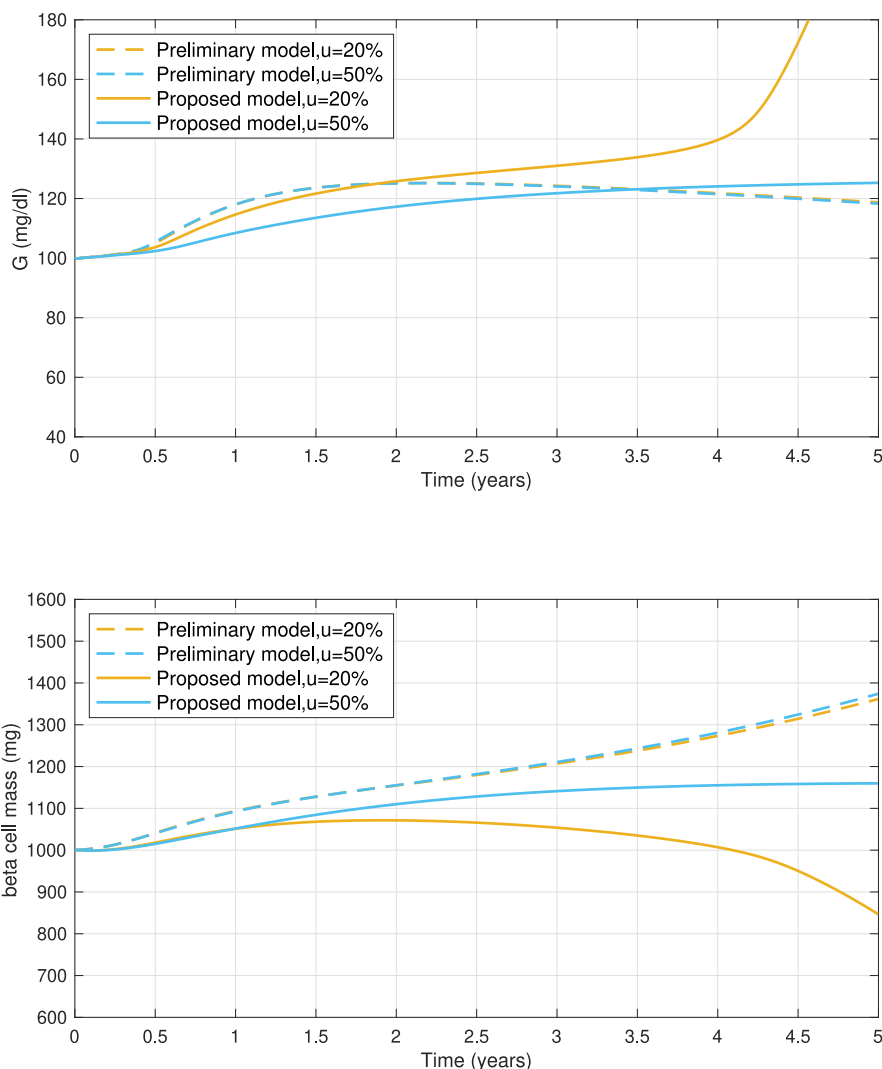 180
160
140
120
100
80
60
40
G (mg/dl)
Preliminary model,u=20%
Preliminary model,u=50%
Proposed model,u=20%
Proposed model,u=50%
0 0.5 1 1.5 2 2.5 3 3.5 4 4.5 5
Time (years)
1600
1500
1400
1300
1200
1100
1000
900
800
700
600
beta cell mass (mg)
Preliminary model,u=20%
Preliminary model,u=50%
Proposed model,u=20%
Proposed model,u=50%
0 0.5 1 1.5 2 2.5 3 3.5 4 4.5 5
Time (years)